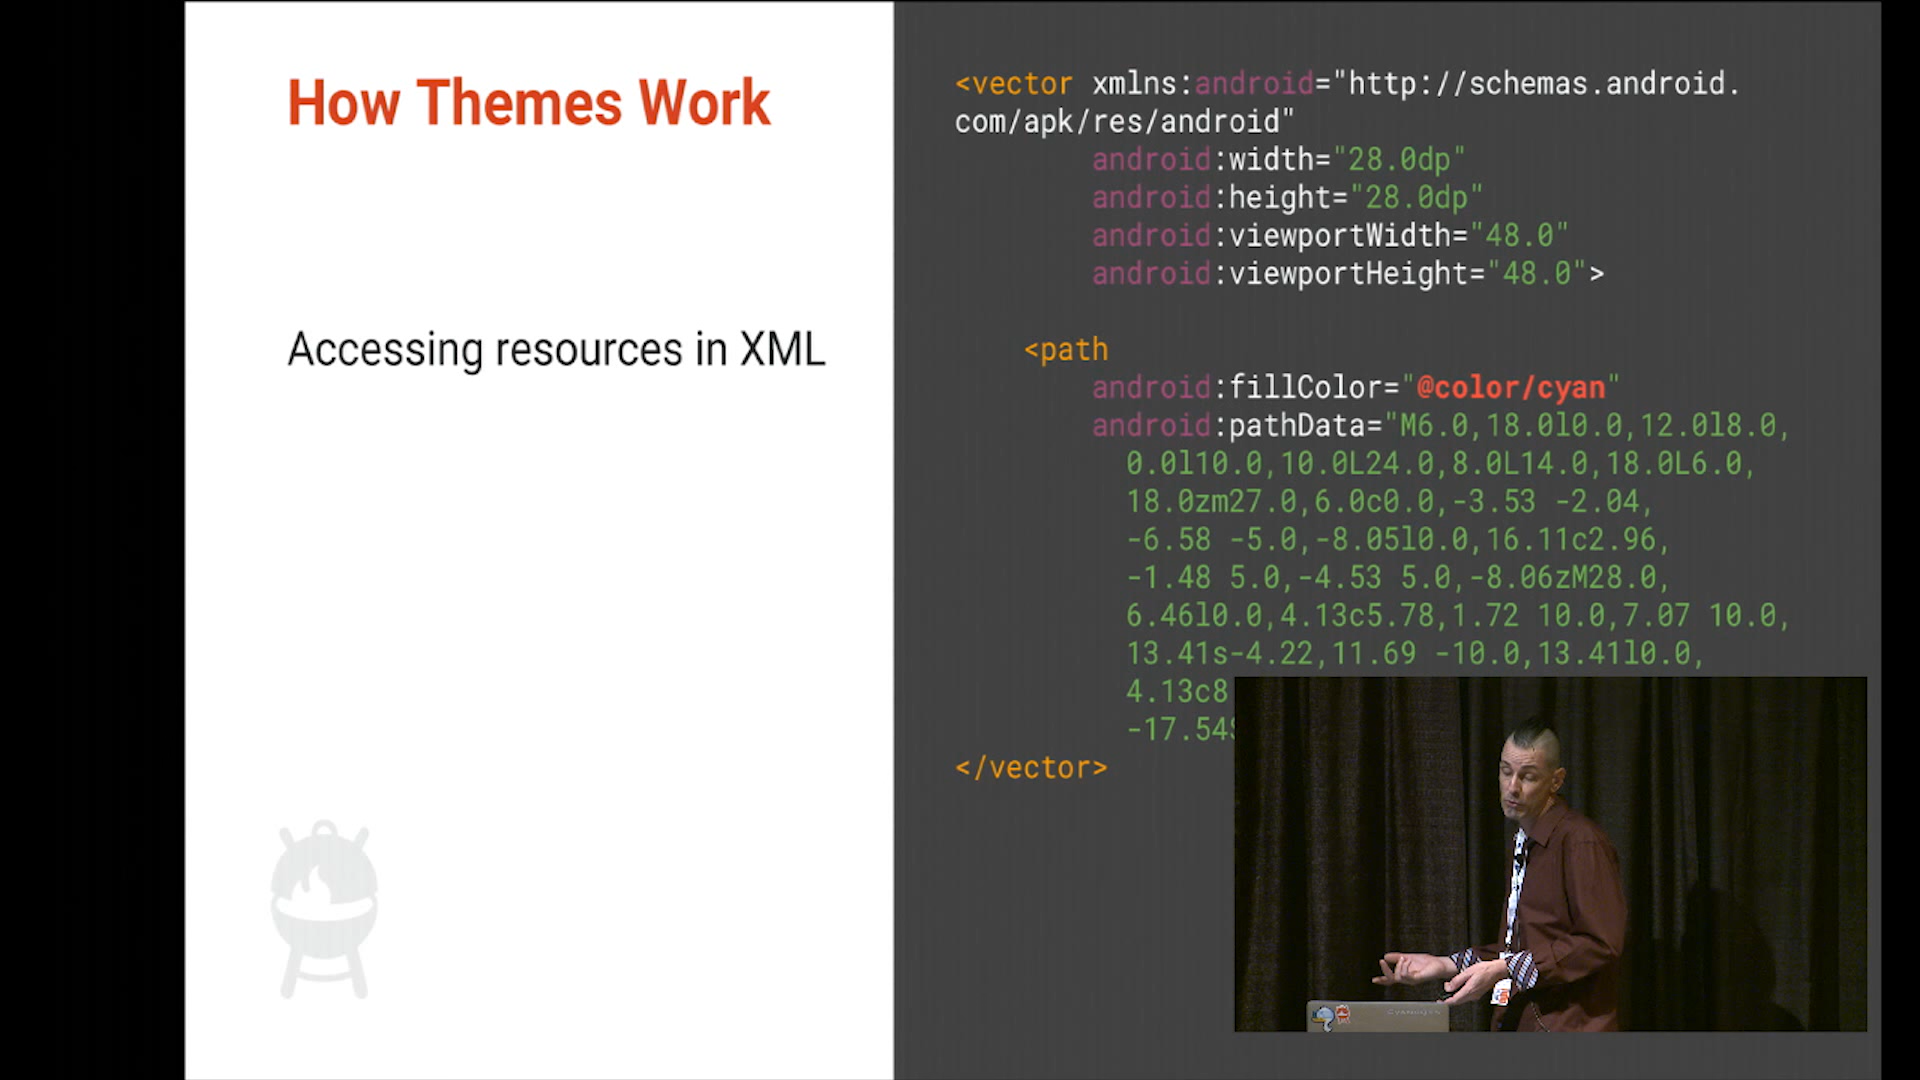 How Themes Work
Accessing resources in XML
<vector xmlns:android="http://schemas.android.
com/apk/res/android"
android:width="28.0dp"
android:height="28.0dp"
android:viewportWidth="48.0"
android:viewportHeight="48.0">
<path
android:fillColor="@color/cyan"
android:pathData="M6.0,18.0l0.0,12.0l8.0,
0.0l10.0,10.0L24.0,8.0L14.0,18.0L6.0,
18.0zm27.0,6.0c0.0,-3.53 -2.04,
-6.58 -5.0,-8.05l0.0,16.11c2.96,
-1.48 5.0,-4.53 5.0,-8.06zM28.0,
6.46l0.0,4.13c5.78,1.72 10.0,7.07 10.0,
13.41s-4.22,11.69 -10.0,13.41l0.0,
4.13c8
-17.54
</vector>